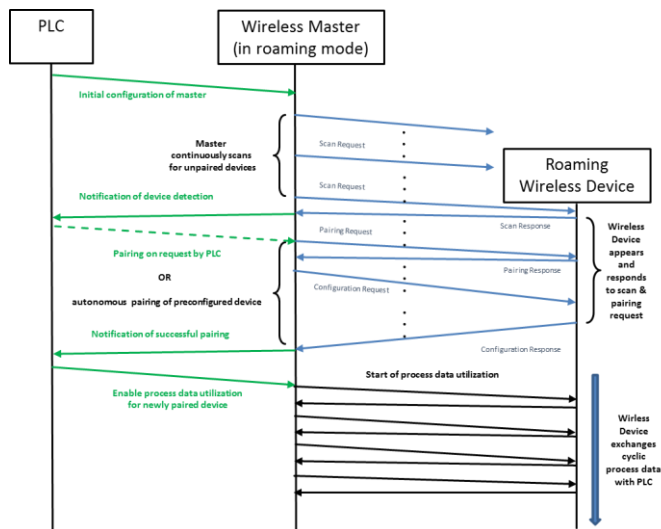 PLC
Wireless Master
(in roaming mode)
Initial configuration of master
Master
continuously scans
for unpaired devices
Scan Request
Scan Request
Roaming
Wireless Device
Notification of device detection
Scan Response
Pairing Request
Pairing on request by PLC
OR
autonomous pairing of preconfigured device
Pairing Response
Configuration Request
Wireless
Device
appears
and
responds
to scan &
pairing
request
Notification of successful pairing
Configuration Response
Start of process data utilization
Enable process data utilization
for newly paired device
Wirless
Device
exchanges
cyclic
process data
with PLC